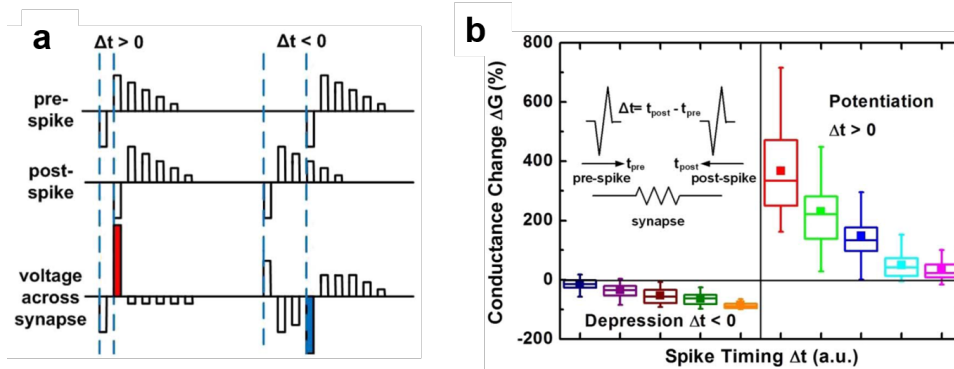 a
Δt > 0
Δt < 0
pre-
spike
post-
spike
voltage
across
synapse
b
Conductance Change ΔG (%)
800
600
400
200
0
-200
Δt= tpost - tpre
tpre
tpost
pre-spike
post-spike
synapse
Potentiation
Δt > 0
Depression Δt < 0
Spike Timing Δt (a.u.)